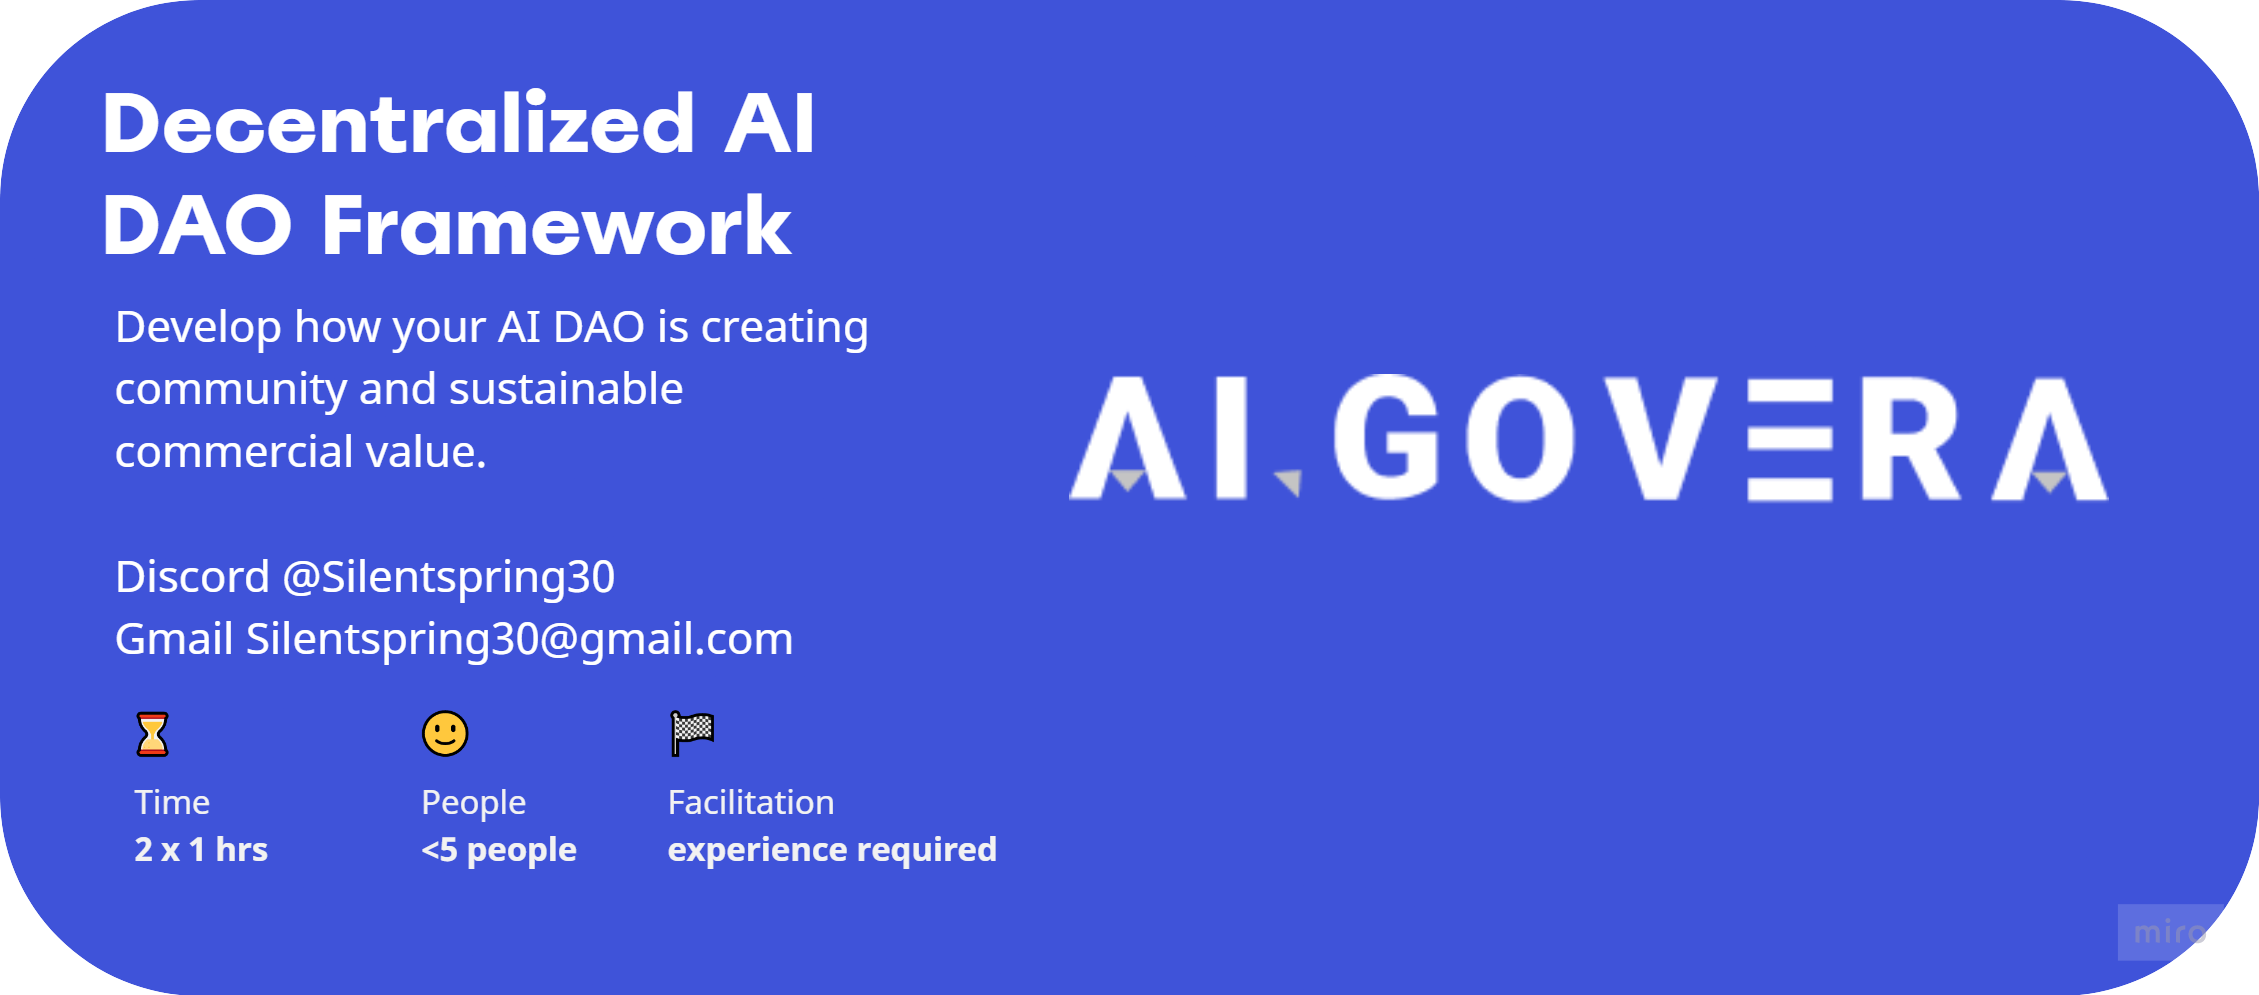 Decentralized AI
DAO Framework
Develop how your AI DAO is creating
community and sustainable
commercial value.
Discord @Silentspring30
Gmail Silentspring30@gmail.com
AI.GOVERA
Time
2 x 1 hrs
People
<5 people
Facilitation
experience required
miro